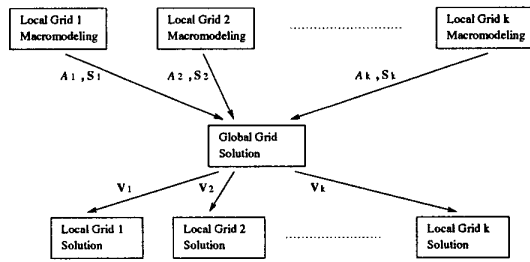 Local Grid 1
Macromodeling
Local Grid 2
Macromodeling
Local Grid k
Macromodeling
A1 , S1
A2 , S2
Ak , Sk
Global Grid
Solution
V1
V2
Vk
Local Grid 1
Solution
Local Grid 2
Solution
Local Grid k
Solution